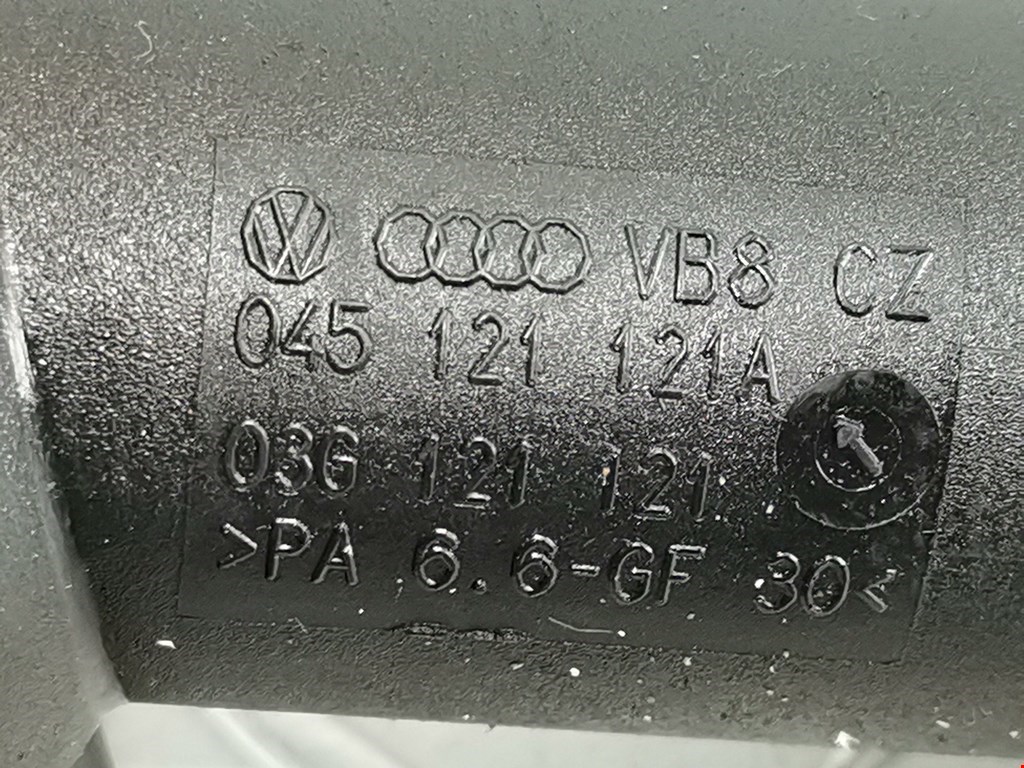 VB8 CZ
045 121 121A
03G 121 121
>PA 6.6-GF 30<